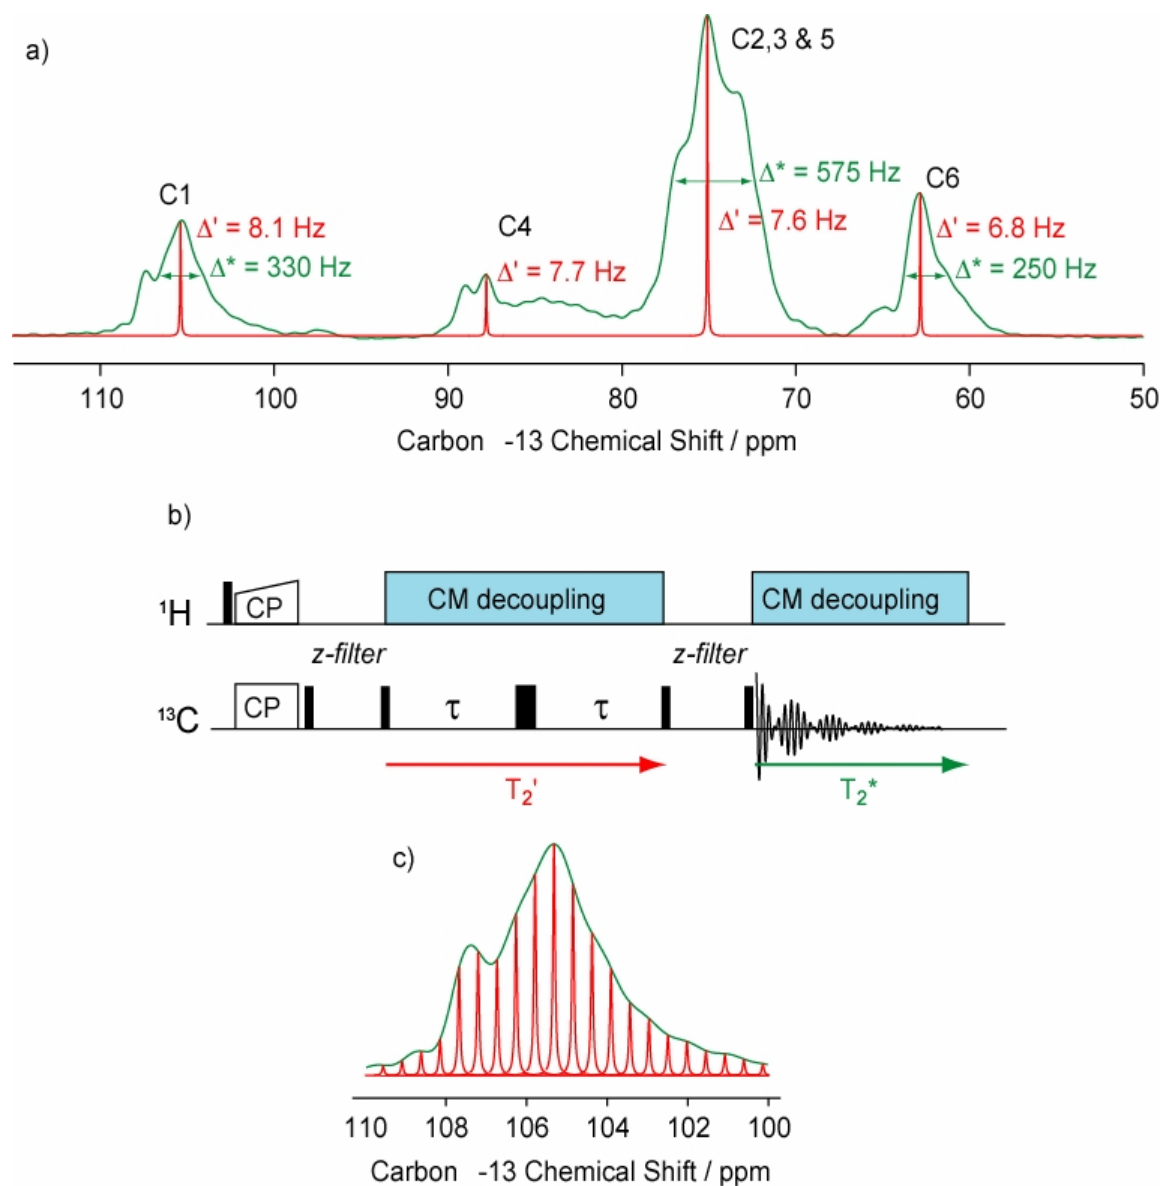 a)
C2,3 & 5
C1
Δ' = 8.1 Hz
Δ* = 330 Hz
C4
Δ' = 7.7 Hz
Δ* = 575 Hz
Δ' = 7.6 Hz
C6
Δ' = 6.8 Hz
Δ* = 250 Hz
110 100 90 80 70 60 50
Carbon -13 Chemical Shift / ppm
b)
¹H CP CM decoupling CM decoupling
z-filter z-filter
¹³C CP τ τ
T₂' T₂*
c)
110 108 106 104 102 100
Carbon -13 Chemical Shift / ppm